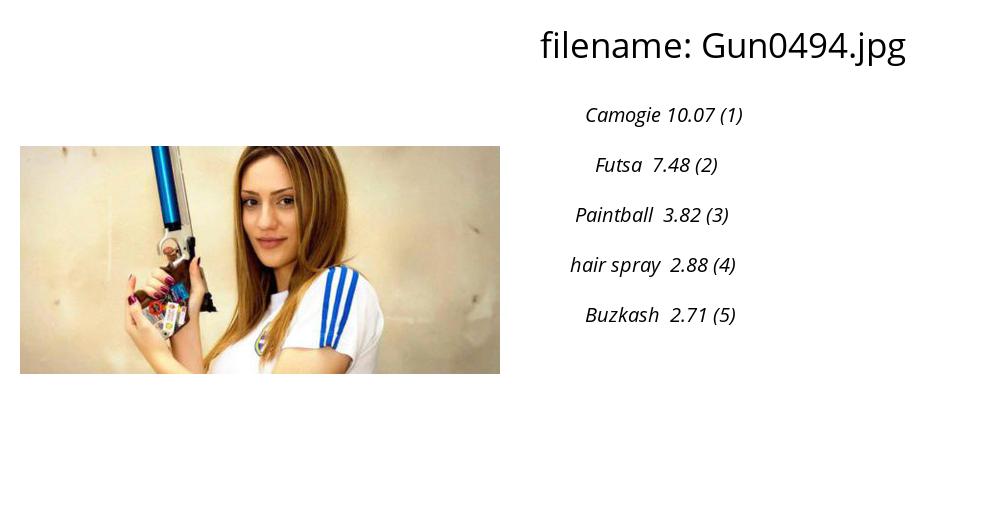 filename: Gun0494.jpg
Camogie 10.07 (1)
Futsa 7.48 (2)
Paintball 3.82 (3)
hair spray 2.88 (4)
Buzkash 2.71 (5)